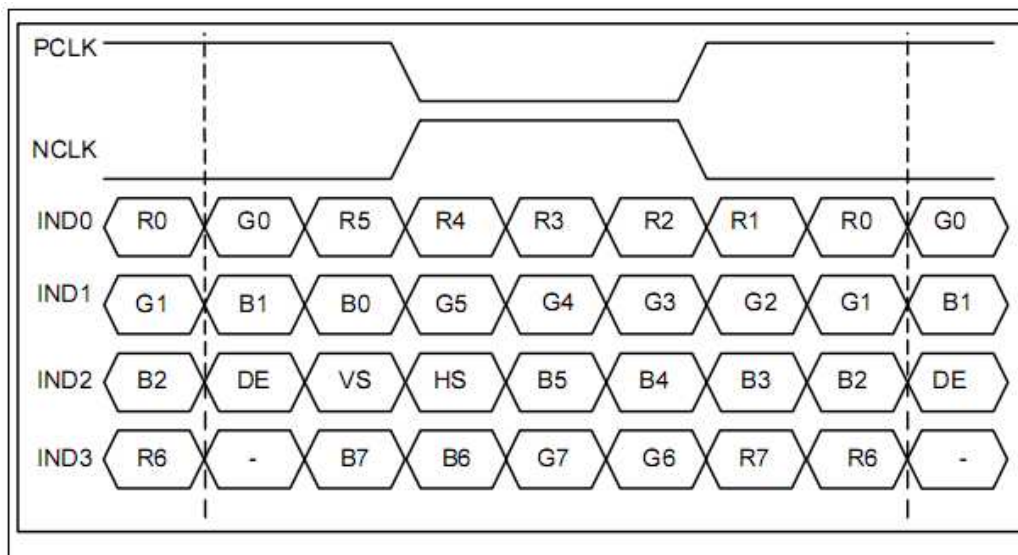 PCLK
NCLK
IND0 R0 G0 R5 R4 R3 R2 R1 R0 G0
IND1 G1 B1 B0 G5 G4 G3 G2 G1 B1
IND2 B2 DE VS HS B5 B4 B3 B2 DE
IND3 R6 - B7 B6 G7 G6 R7 R6 -